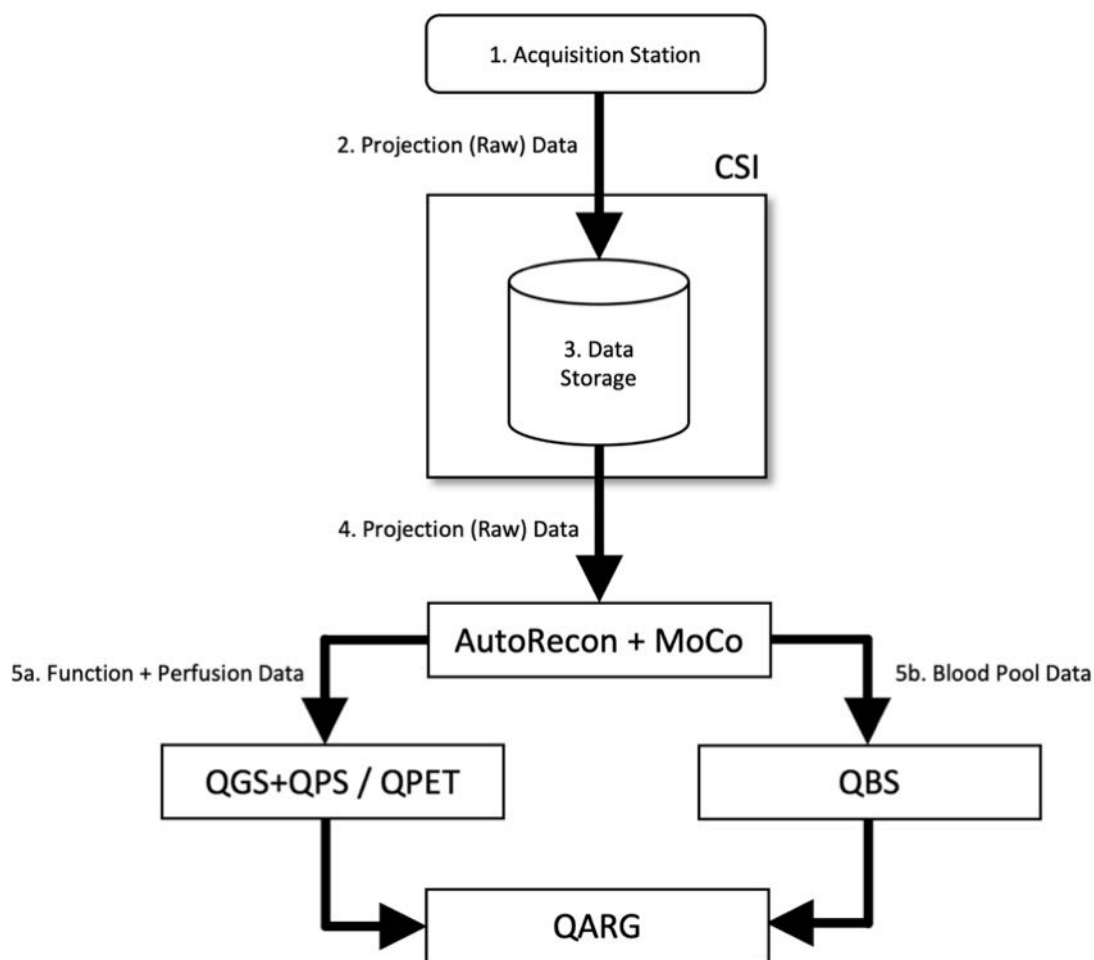 1. Acquisition Station
2. Projection (Raw) Data
CSI
3. Data
Storage
4. Projection (Raw) Data
AutoRecon + MoCo
5a. Function + Perfusion Data
5b. Blood Pool Data
QGS+QPS / QPET
QBS
QARG